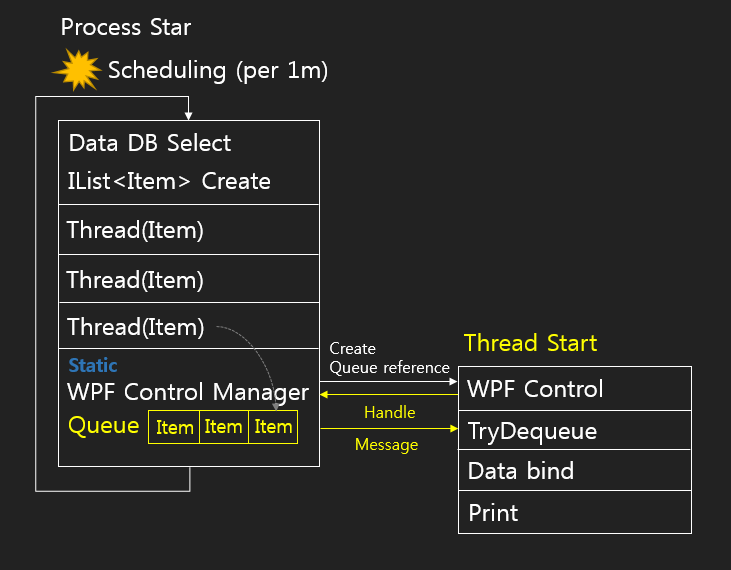 Process Star
Scheduling (per 1m)
Data DB Select
IList<Item> Create
Thread(Item)
Thread(Item)
Thread(Item)
Static
WPF Control Manager
Queue
Item
Item
Item
Create
Queue reference
Handle
Message
Thread Start
WPF Control
TryDequeue
Data bind
Print